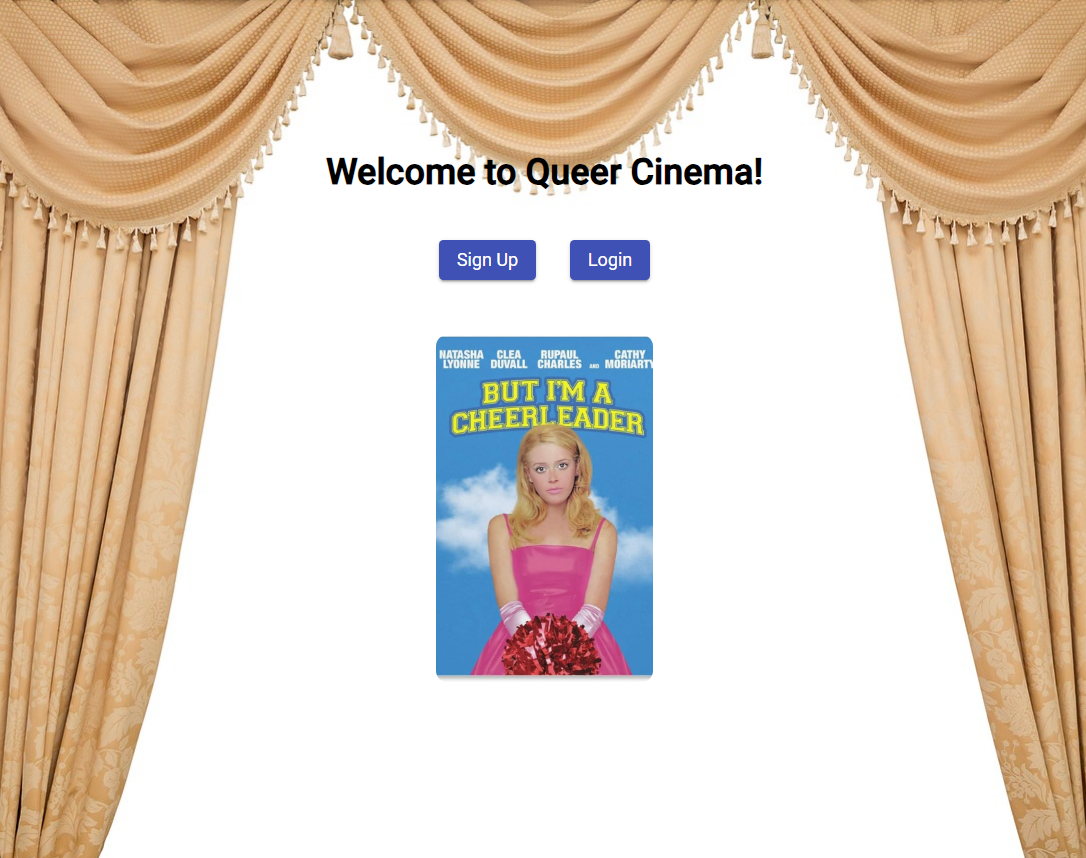 Welcome to Queer Cinema!
Sign Up
Login
NATASHA LYONNE CLEA DUVALL RUPAUL CHARLES AND CATHY MORIARTY
BUT I'M A
CHEERLEADER